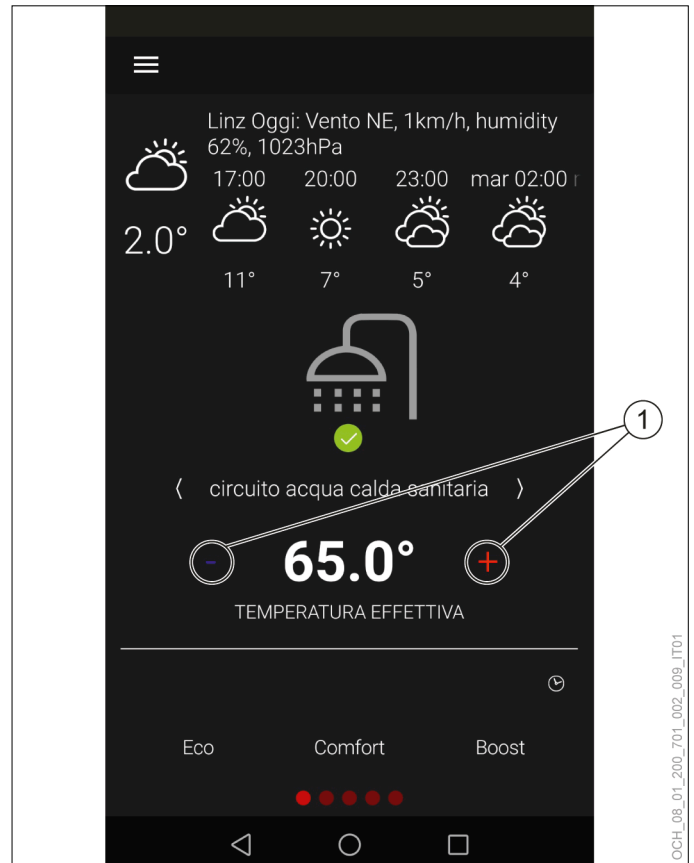 Linz Oggi: Vento NE, 1km/h, humidity
62%, 1023hPa
17:00 20:00 23:00 mar 02:00
2.0°
11° 7° 5° 4°
1
⟨ circuito acqua calda sanitaria ⟩
- 65.0° +
TEMPERATURA EFFETTIVA
Eco Comfort Boost
OCH_08_01_200_701_002_009_IT01